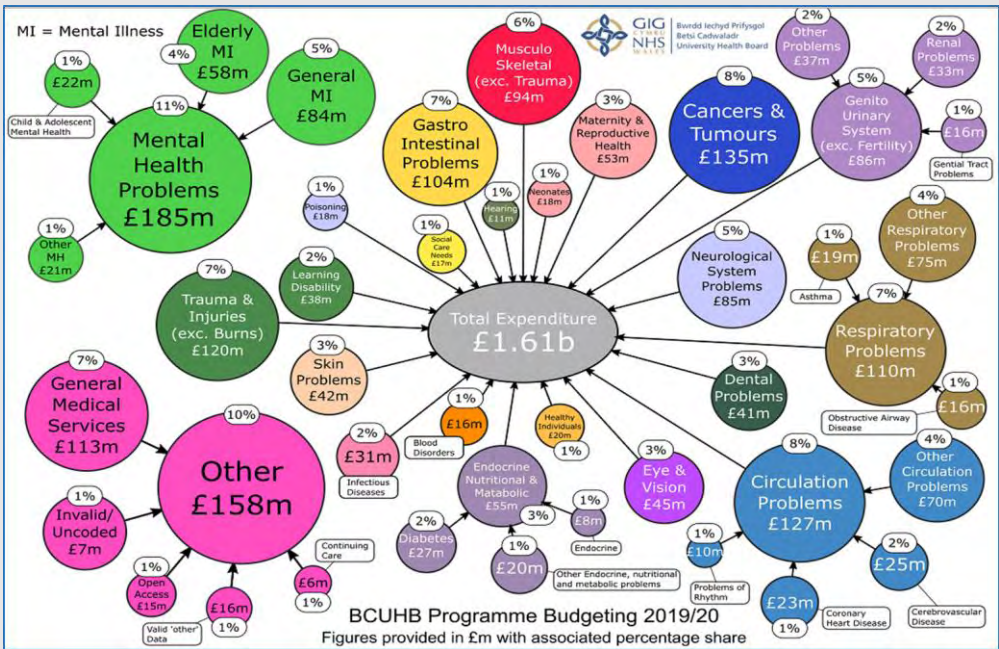 MI = Mental Illness
1%
£22m
Child & Adolescent
Mental Health
4%
Elderly
MI
£58m
5%
General
MI
£84m
11%
Mental
Health
Problems
£185m
1%
Other
MH
£21m
6%
Musculo
Skeletal
(exc. Trauma)
£94m
GIG
CYMRU
NHS
WALES
Bwrdd Iechyd Prifysgol
Betsi Cadwaladr
University Health Board
7%
Gastro
Intestinal
Problems
£104m
3%
Maternity &
Reproductive
Health
£53m
8%
Cancers &
Tumours
£135m
2%
Other
Problems
£37m
2%
Renal
Problems
£33m
5%
Genito
Urinary
System
(exc. Fertility)
£86m
1%
£16m
Gential Tract
Problems
1%
Poisoning
£18m
1%
Social
Care
Needs
£17m
1%
Hearing
£11m
1%
Neonates
£18m
5%
Neurological
System
Problems
£85m
4%
Other
Respiratory
Problems
£75m
1%
£19m
Asthma
7%
Respiratory
Problems
£110m
1%
£16m
Obstructive Airway
Disease
7%
Trauma &
Injuries
(exc. Burns)
£120m
2%
Learning
Disability
£38m
Total Expenditure
£1.61b
3%
Skin
Problems
£42m
3%
Dental
Problems
£41m
7%
General
Medical
Services
£113m
10%
Other
£158m
1%
Invalid/
Uncoded
£7m
1%
Open
Access
£15m
£16m
1%
Valid 'other'
Data
Continuing
Care
£6m
1%
2%
£31m
Infectious
Diseases
1%
£16m
Blood
Disorders
Healthy
Individuals
£20m
1%
Endocrine
Nutritional &
Matabolic
£55m
3%
2%
Diabetes
£27m
1%
£20m
Other Endocrine, nutritional
and metabolic problems
1%
£8m
Endocrine
3%
Eye &
Vision
£45m
8%
Circulation
Problems
£127m
4%
Other
Circulation
Problems
£70m
1%
£10m
Problems of
Rhythm
£23m
1%
Coronary
Heart Disease
2%
£25m
Cerebrovascular
Disease
BCUHB Programme Budgeting 2019/20
Figures provided in £m with associated percentage share